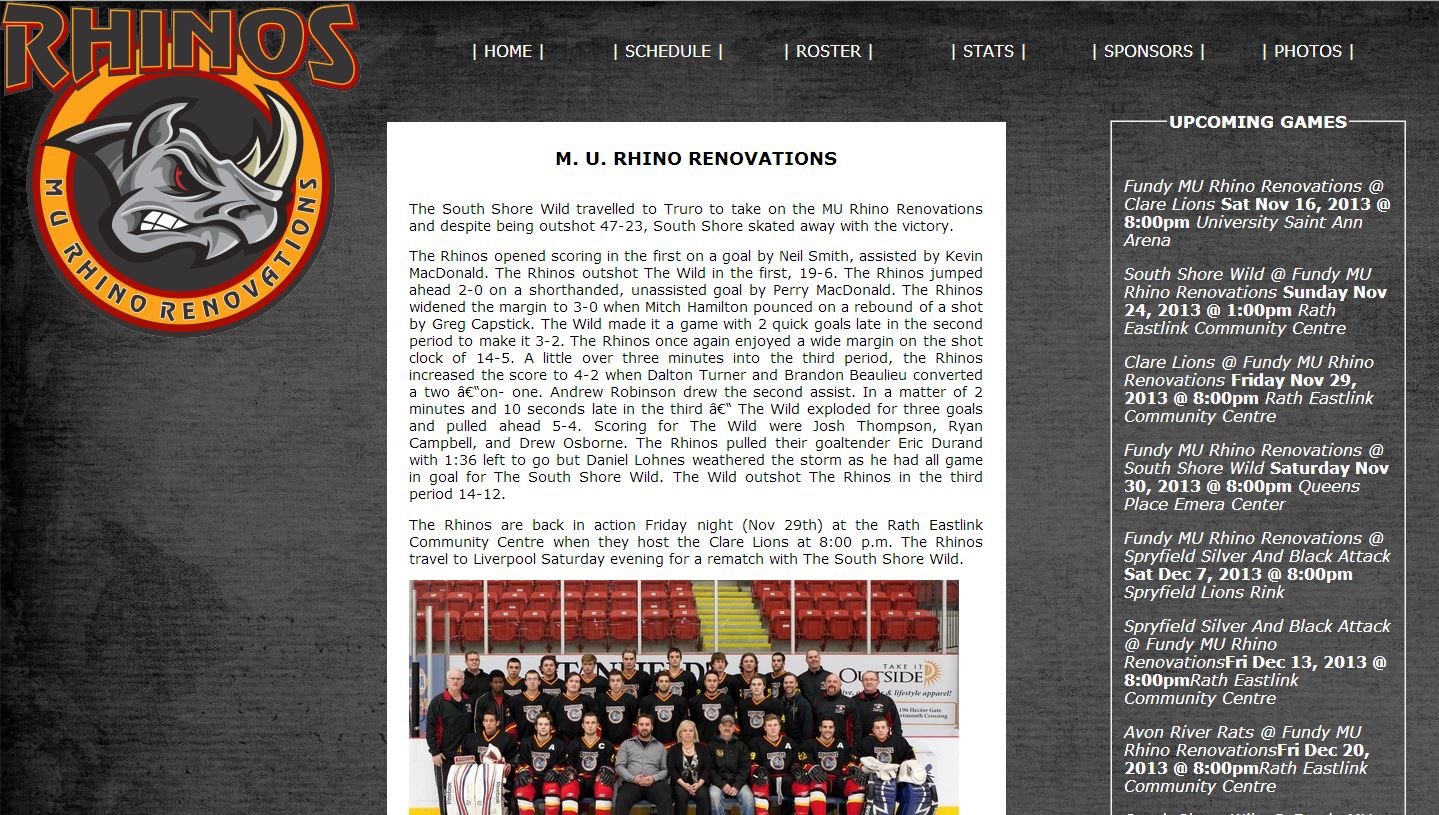 RHINOS
MU RHINO RENOVATIONS
| HOME |
| SCHEDULE |
| ROSTER |
| STATS |
| SPONSORS |
| PHOTOS |
M. U. RHINO RENOVATIONS
The South Shore Wild travelled to Truro to take on the MU Rhino Renovations
and despite being outshot 47-23, South Shore skated away with the victory.
The Rhinos opened scoring in the first on a goal by Neil Smith, assisted by Kevin
MacDonald. The Rhinos outshot The Wild in the first, 19-6. The Rhinos jumped
ahead 2-0 on a shorthanded, unassisted goal by Perry MacDonald. The Rhinos
widened the margin to 3-0 when Mitch Hamilton pounced on a rebound of a shot
by Greg Capstick. The Wild made it a game with 2 quick goals late in the second
period to make it 3-2. The Rhinos once again enjoyed a wide margin on the shot
clock of 14-5. A little over three minutes into the third period, the Rhinos
increased the score to 4-2 when Dalton Turner and Brandon Beaulieu converted
a two â€“on- one. Andrew Robinson drew the second assist. In a matter of 2
minutes and 10 seconds late in the third â€“ The Wild exploded for three goals
and pulled ahead 5-4. Scoring for The Wild were Josh Thompson, Ryan
Campbell, and Drew Osborne. The Rhinos pulled their goaltender Eric Durand
with 1:36 left to go but Daniel Lohnes weathered the storm as he had all game
in goal for The South Shore Wild. The Wild outshot The Rhinos in the third
period 14-12.
The Rhinos are back in action Friday night (Nov 29th) at the Rath Eastlink
Community Centre when they host the Clare Lions at 8:00 p.m. The Rhinos
travel to Liverpool Saturday evening for a rematch with The South Shore Wild.
TAKE IT
OUTSIDE
& lifestyle apparel!
196 Hector Gate
Dartmouth Crossing
UPCOMING GAMES
Fundy MU Rhino Renovations @
Clare Lions Sat Nov 16, 2013 @
8:00pm University Saint Ann
Arena
South Shore Wild @ Fundy MU
Rhino Renovations Sunday Nov
24, 2013 @ 1:00pm Rath
Eastlink Community Centre
Clare Lions @ Fundy MU Rhino
Renovations Friday Nov 29,
2013 @ 8:00pm Rath Eastlink
Community Centre
Fundy MU Rhino Renovations @
South Shore Wild Saturday Nov
30, 2013 @ 8:00pm Queens
Place Emera Center
Fundy MU Rhino Renovations @
Spryfield Silver And Black Attack
Sat Dec 7, 2013 @ 8:00pm
Spryfield Lions Rink
Spryfield Silver And Black Attack
@ Fundy MU Rhino
RenovationsFri Dec 13, 2013 @
8:00pmRath Eastlink
Community Centre
Avon River Rats @ Fundy MU
Rhino RenovationsFri Dec 20,
2013 @ 8:00pmRath Eastlink
Community Centre